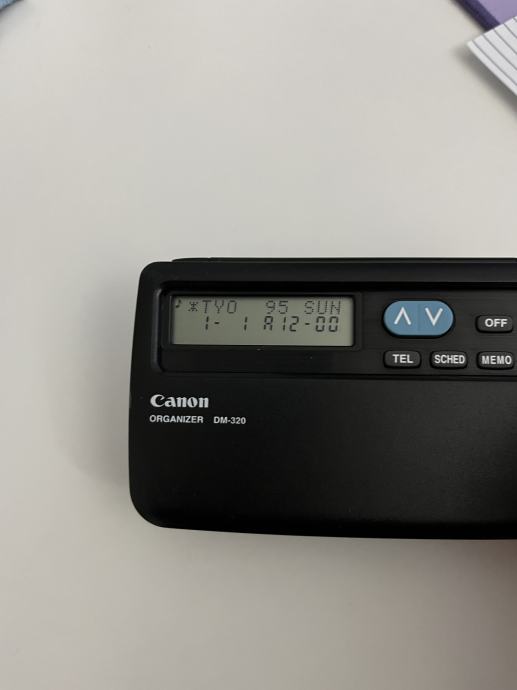 TYO 95 SUN
1- 1 A12-00
OFF
TEL SCHED MEMO
Canon
ORGANIZER DM-320